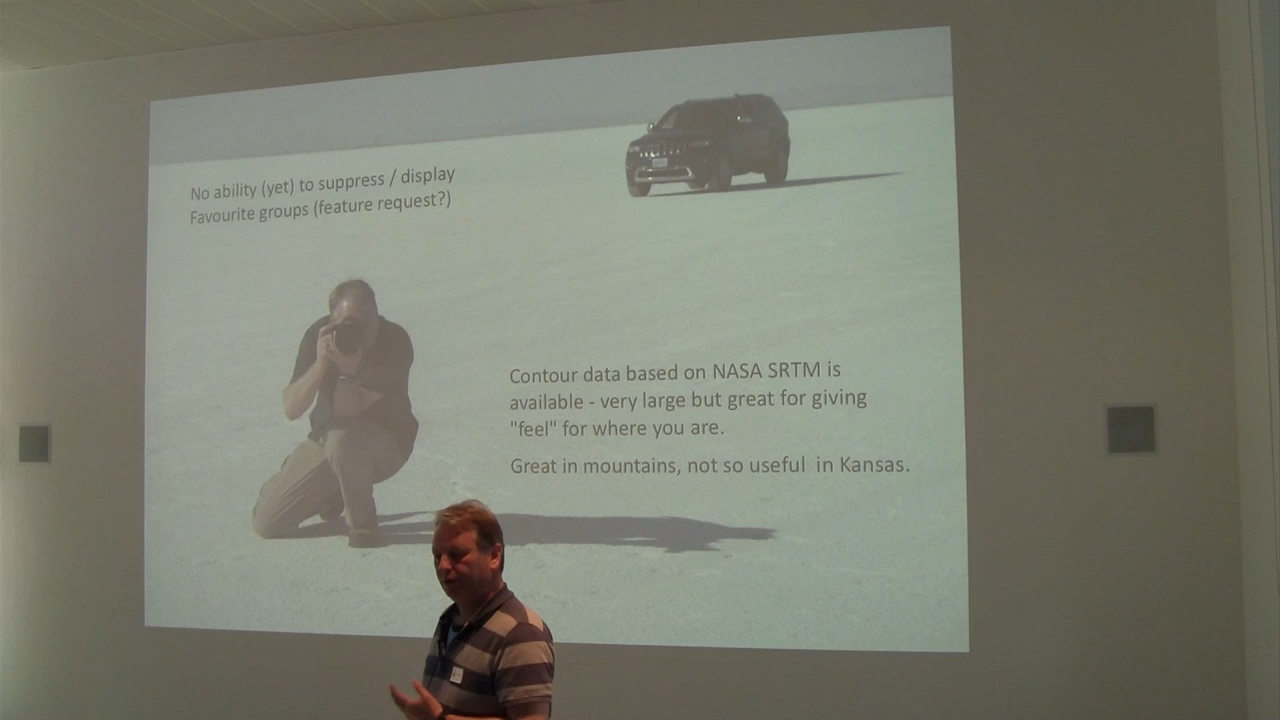 No ability (yet) to suppress / display
Favourite groups (feature request?)
Contour data based on NASA SRTM is
available - very large but great for giving
"feel" for where you are.
Great in mountains, not so useful in Kansas.